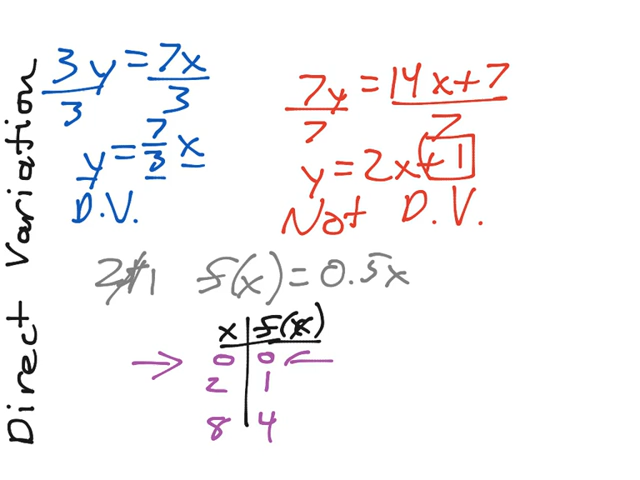 Direct Variation
3y = 7x
3 3
y = 7/3 x
D.V.
7y = 14x + 7
7 7
y = 2x + 1
Not D.V.
f(x) = 0.5x
x f(x)
0 0
2 1
8 4